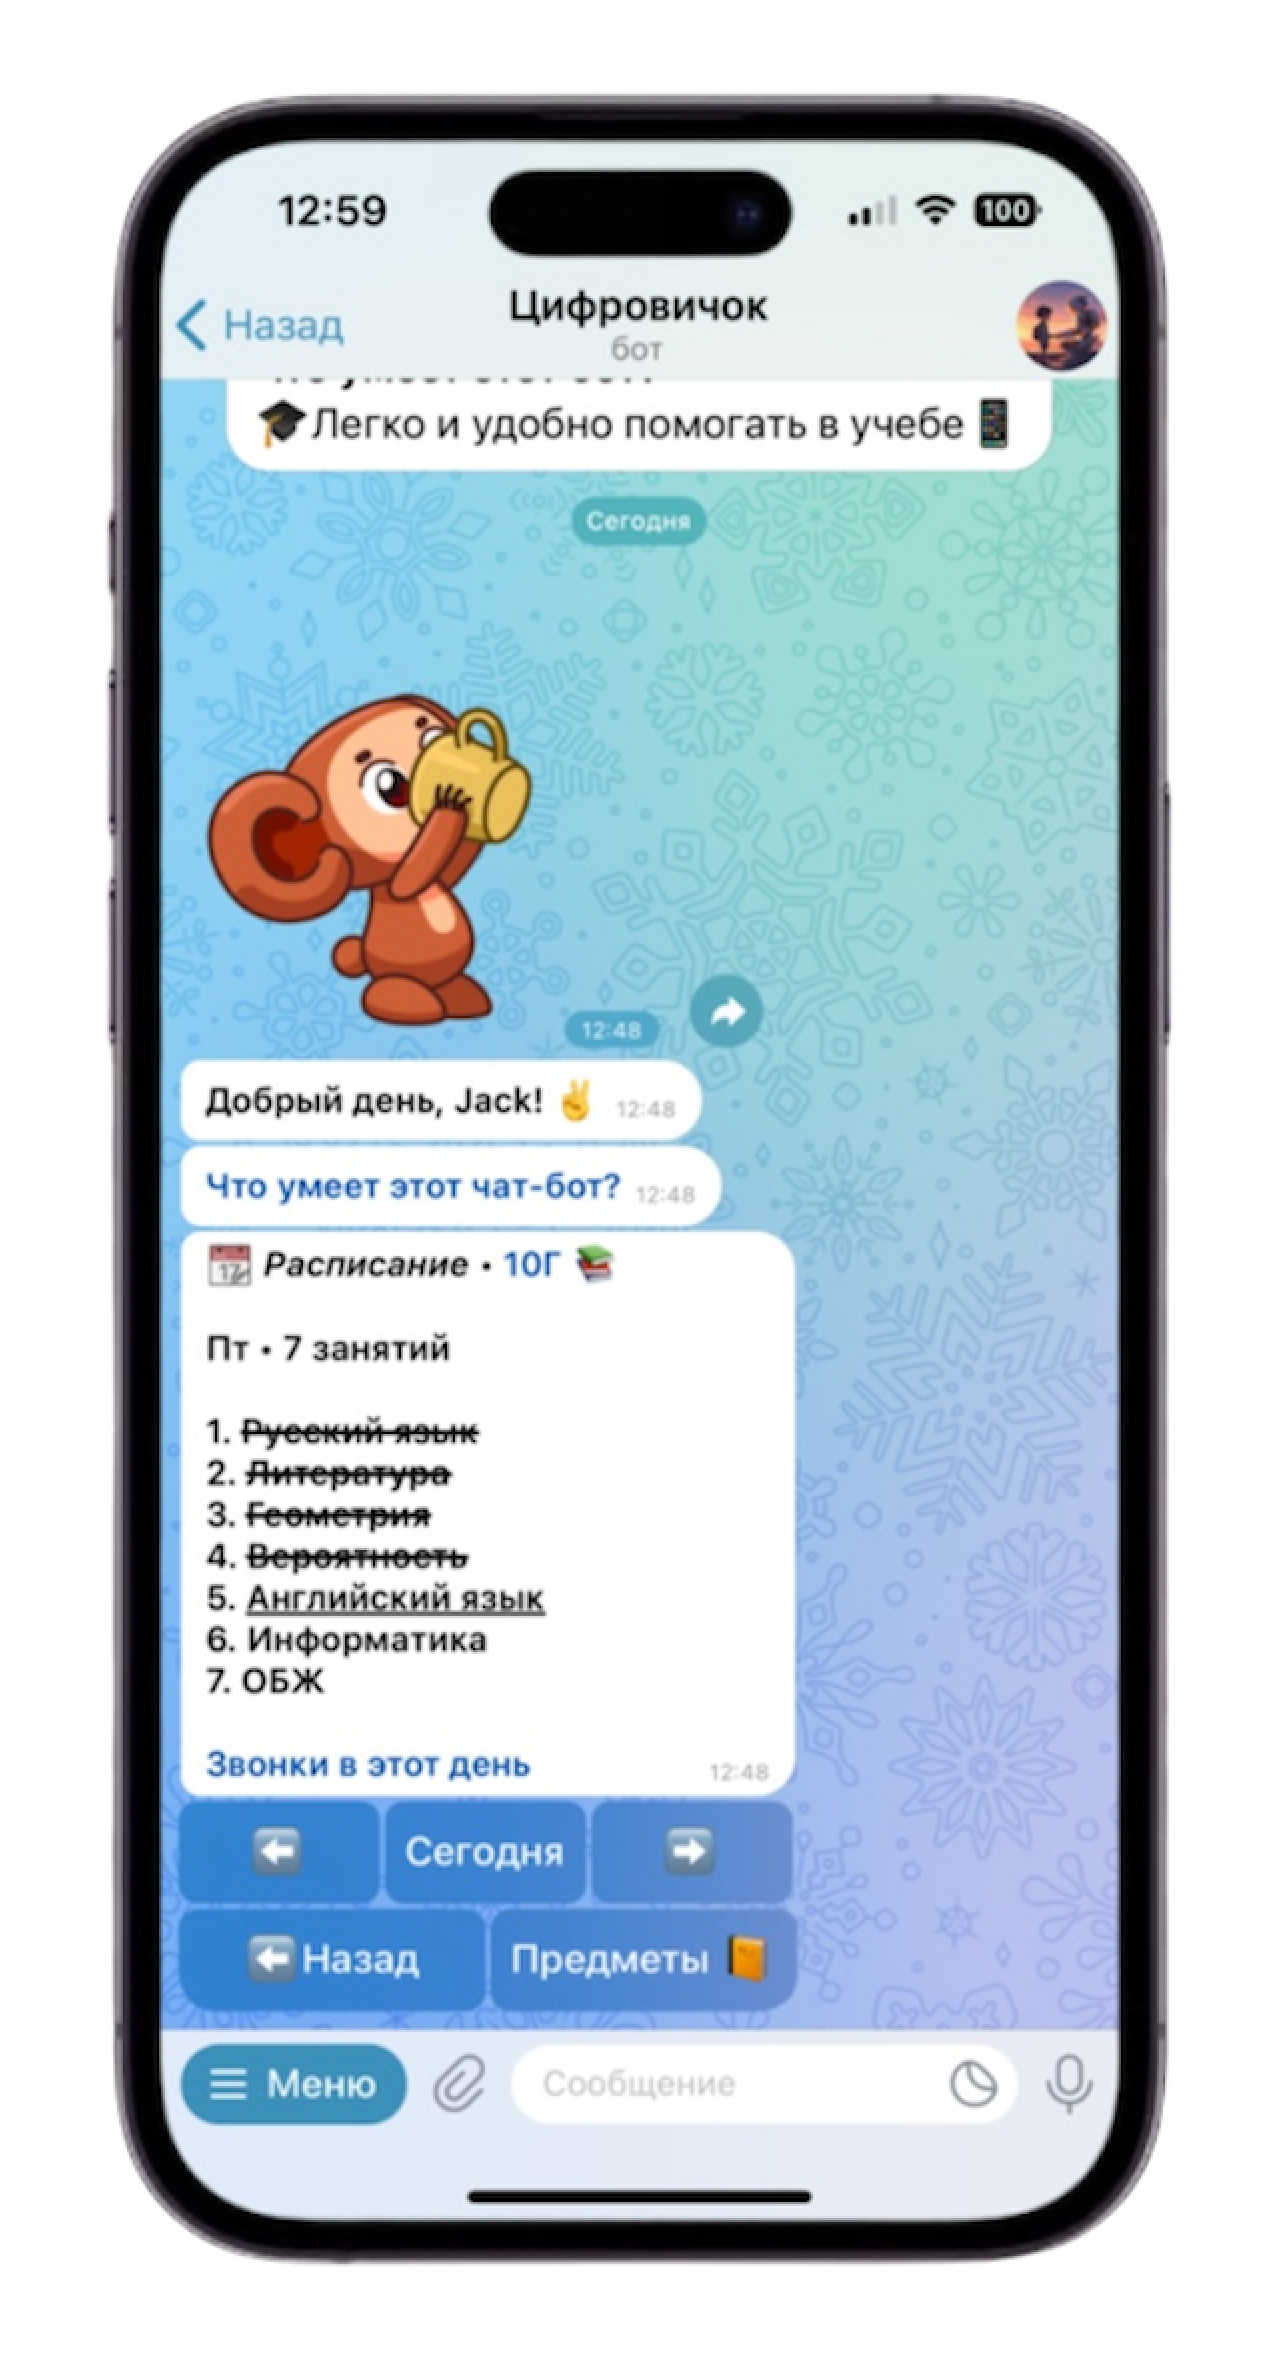 12:59
100
Назад
Цифровичок
бот
🎓Легко и удобно помогать в учебе📱
Сегодня
12:48
Добрый день, Jack! ✌️ 12:48
Что умеет этот чат-бот? 12:48
📆 Расписание • 10Г 📚
Пт • 7 занятий
1. Русский язык
2. Литература
3. Геометрия
4. Вероятность
5. Английский язык
6. Информатика
7. ОБЖ
Звонки в этот день 12:48
⬅️ Сегодня ➡️
⬅️Назад Предметы 📙
Меню Сообщение